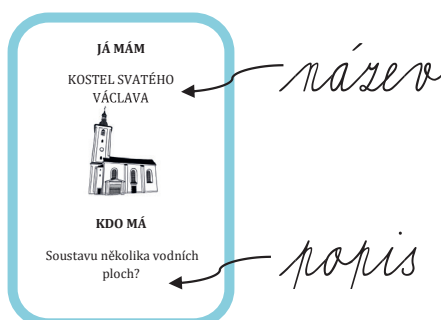 JÁ MÁM
KOSTEL SVATÉHO
VÁCLAVA
název
KDO MÁ
Soustavu několika vodních
ploch?
popis